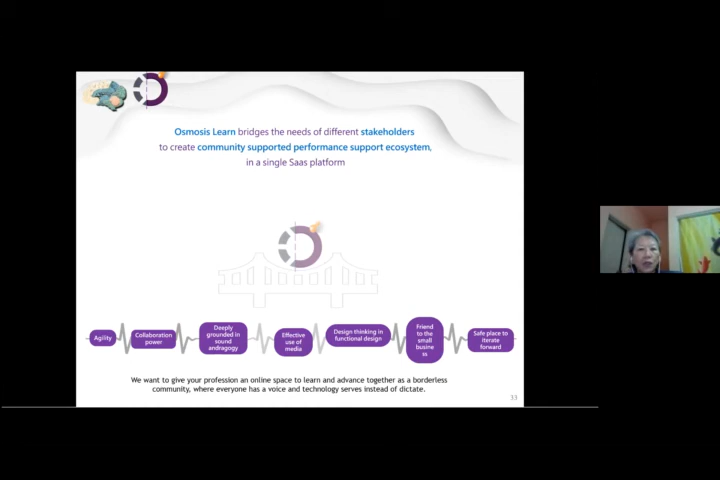 Osmosis Learn bridges the needs of different stakeholders
to create community supported performance support ecosystem,
in a single Saas platform
Agility
Collaboration
power
Deeply
grounded in
sound
andragogy
Effective
use of
media
Design thinking in
functional design
Friend
to the
small
busine
ss
Safe place to
iterate
forward
We want to give your profession an online space to learn and advance together as a borderless
community, where everyone has a voice and technology serves instead of dictate.
33